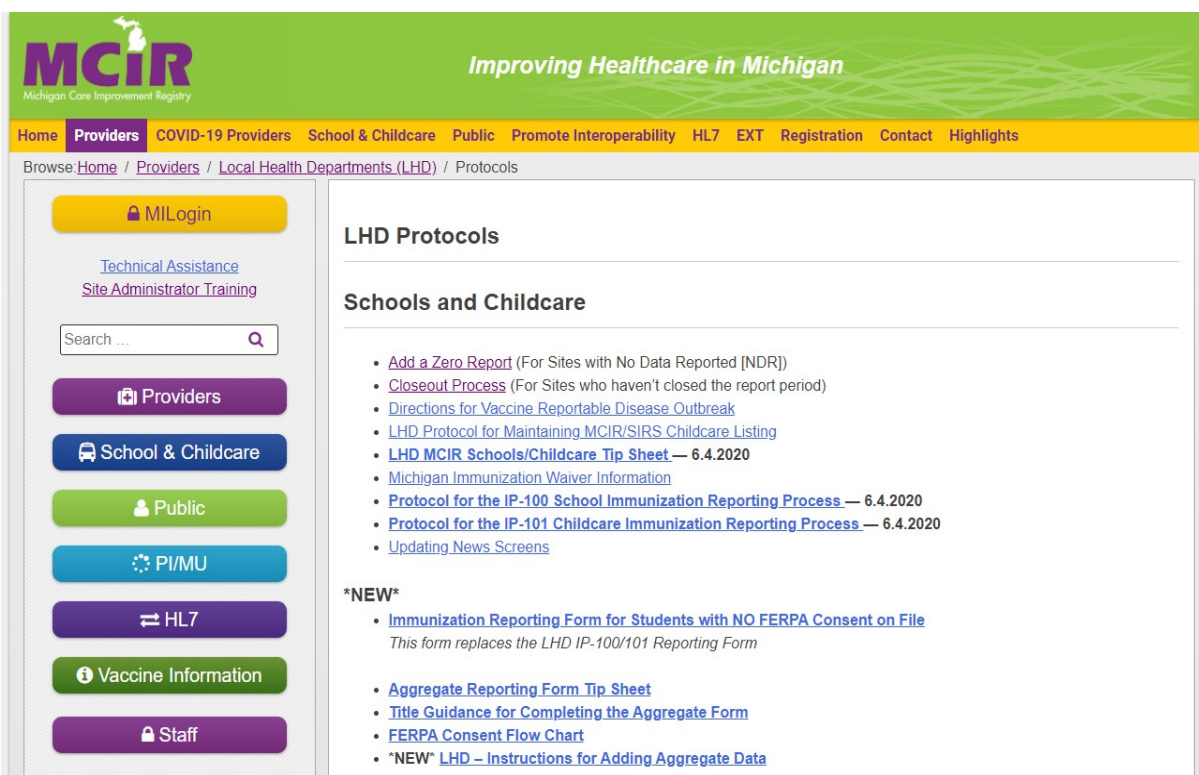 MCiR
Michigan Care Improvement Registry
Improving Healthcare in Michigan
Home Providers COVID-19 Providers School & Childcare Public Promote Interoperability HL7 EXT Registration Contact Highlights
Browse:Home / Providers / Local Health Departments (LHD) / Protocols
MILogin
Technical Assistance
Site Administrator Training
Search ...
Providers
School & Childcare
Public
PI/MU
HL7
Vaccine Information
Staff
LHD Protocols
Schools and Childcare
• Add a Zero Report (For Sites with No Data Reported [NDR])
• Closeout Process (For Sites who haven't closed the report period)
• Directions for Vaccine Reportable Disease Outbreak
• LHD Protocol for Maintaining MCIR/SIRS Childcare Listing
• LHD MCIR Schools/Childcare Tip Sheet — 6.4.2020
• Michigan Immunization Waiver Information
• Protocol for the IP-100 School Immunization Reporting Process — 6.4.2020
• Protocol for the IP-101 Childcare Immunization Reporting Process — 6.4.2020
• Updating News Screens
*NEW*
• Immunization Reporting Form for Students with NO FERPA Consent on File
This form replaces the LHD IP-100/101 Reporting Form
• Aggregate Reporting Form Tip Sheet
• Title Guidance for Completing the Aggregate Form
• FERPA Consent Flow Chart
• *NEW* LHD – Instructions for Adding Aggregate Data